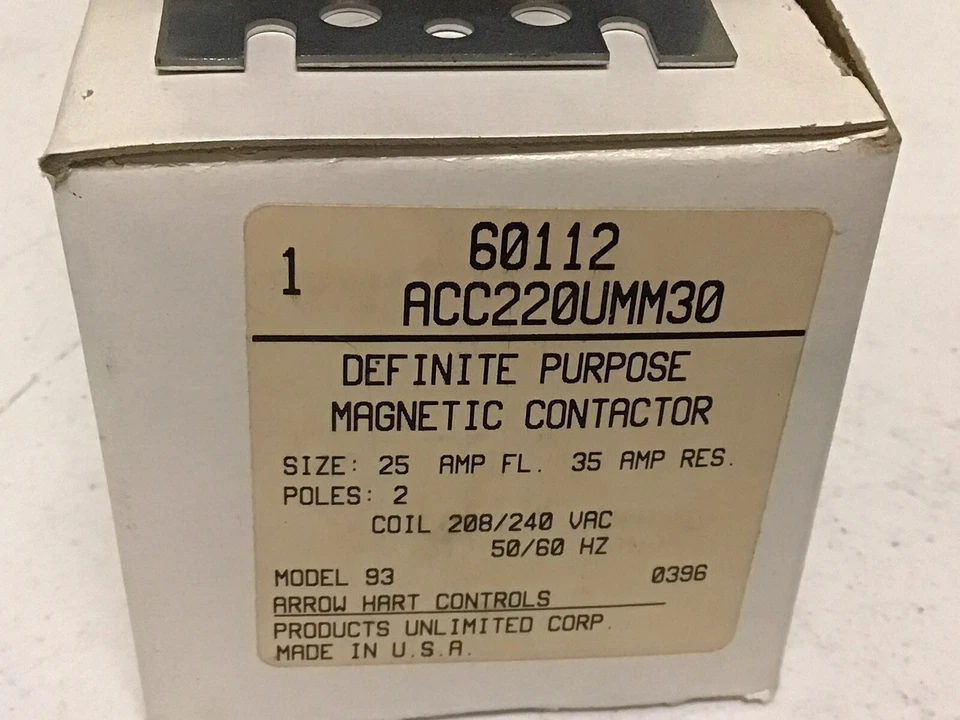 1 60112
ACC220UMM30
DEFINITE PURPOSE
MAGNETIC CONTACTOR
SIZE: 25 AMP FL. 35 AMP RES.
POLES: 2
COIL 208/240 VAC
50/60 HZ
MODEL 93 0396
ARROW HART CONTROLS
PRODUCTS UNLIMITED CORP.
MADE IN U.S.A.